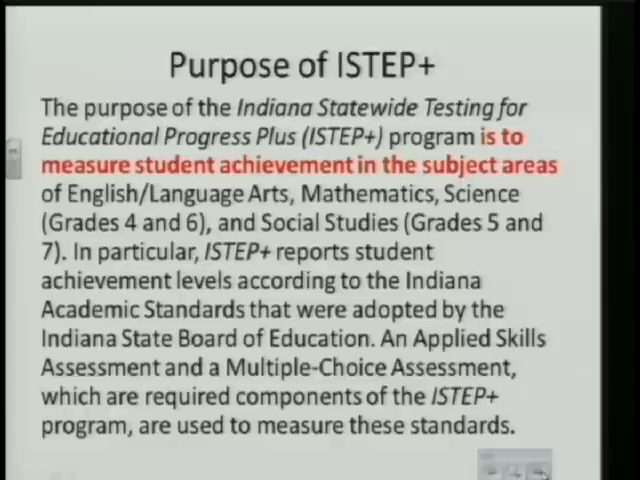 Purpose of ISTEP+
The purpose of the Indiana Statewide Testing for
Educational Progress Plus (ISTEP+) program is to
measure student achievement in the subject areas
of English/Language Arts, Mathematics, Science
(Grades 4 and 6), and Social Studies (Grades 5 and
7). In particular, ISTEP+ reports student
achievement levels according to the Indiana
Academic Standards that were adopted by the
Indiana State Board of Education. An Applied Skills
Assessment and a Multiple-Choice Assessment,
which are required components of the ISTEP+
program, are used to measure these standards.